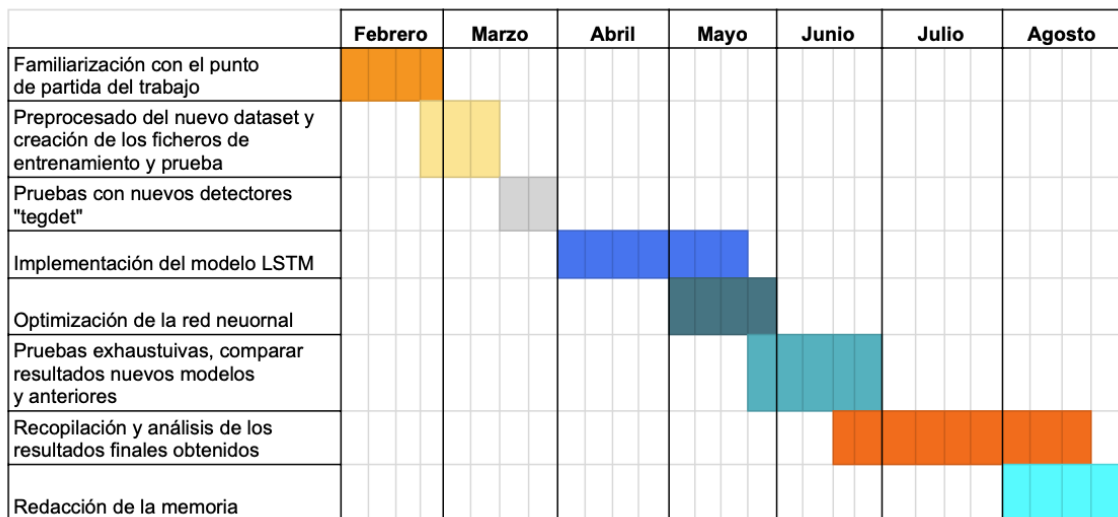 Febrero Marzo Abril Mayo Junio Julio Agosto
Familiarización con el punto
de partida del trabajo
Preprocesado del nuevo dataset y
creación de los ficheros de
entrenamiento y prueba
Pruebas con nuevos detectores
"tegdet"
Implementación del modelo LSTM
Optimización de la red neuornal
Pruebas exhaustuivas, comparar
resultados nuevos modelos
y anteriores
Recopilación y análisis de los
resultados finales obtenidos
Redacción de la memoria